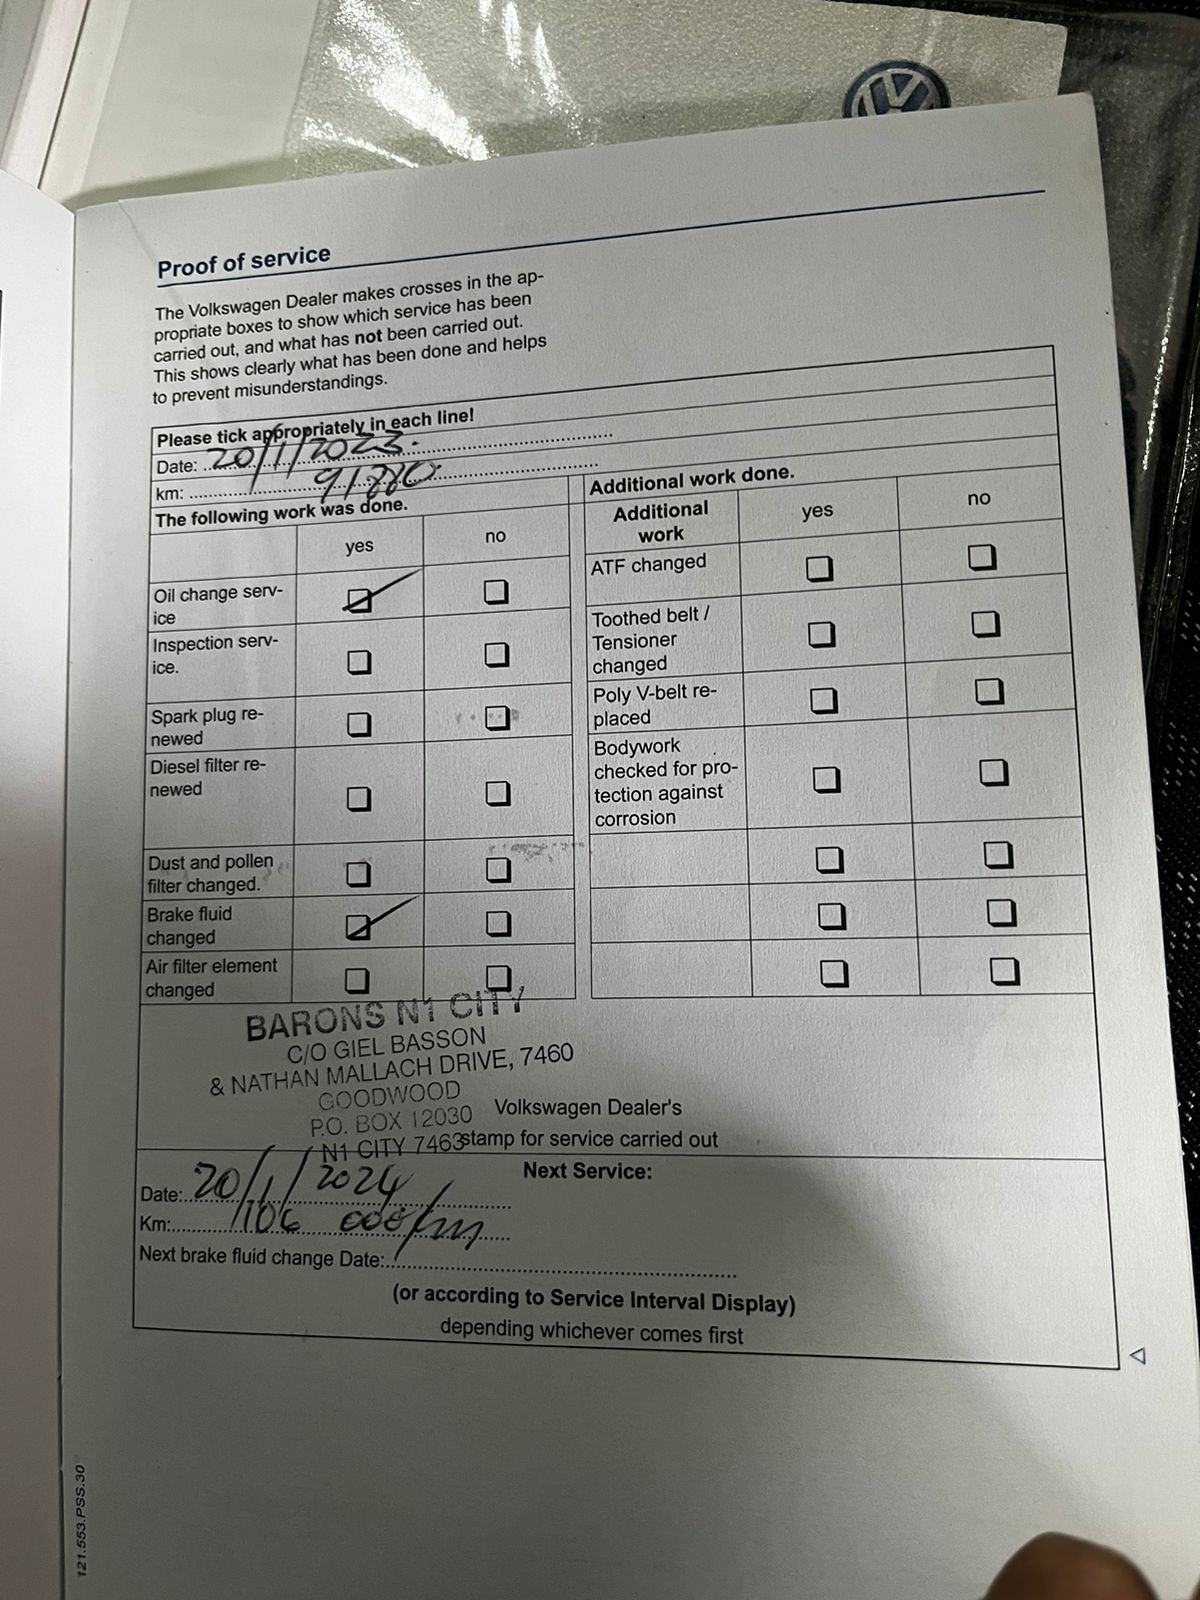 Proof of service
The Volkswagen Dealer makes crosses in the ap-
propriate boxes to show which service has been
carried out, and what has not been carried out.
This shows clearly what has been done and helps
to prevent misunderstandings.
Please tick appropriately in each line!
Date: 20/1/2023.
km: 91880
The following work was done.
yes
no
Oil change serv-
ice
Inspection serv-
ice.
Spark plug re-
newed
Diesel filter re-
newed
Dust and pollen
filter changed.
Brake fluid
changed
Air filter element
changed
Additional work done.
Additional
work
yes
no
ATF changed
Toothed belt /
Tensioner
changed
Poly V-belt re-
placed
Bodywork
checked for pro-
tection against
corrosion
BARONS N1 CITY
C/O GIEL BASSON
& NATHAN MALLACH DRIVE, 7460
GOODWOOD
P.O. BOX 12030
N1 CITY 7463
Volkswagen Dealer's
stamp for service carried out
Next Service:
Date: 20/1/2024
Km: 106 000 km
Next brake fluid change Date:
(or according to Service Interval Display)
depending whichever comes first
121.553.PSS.30